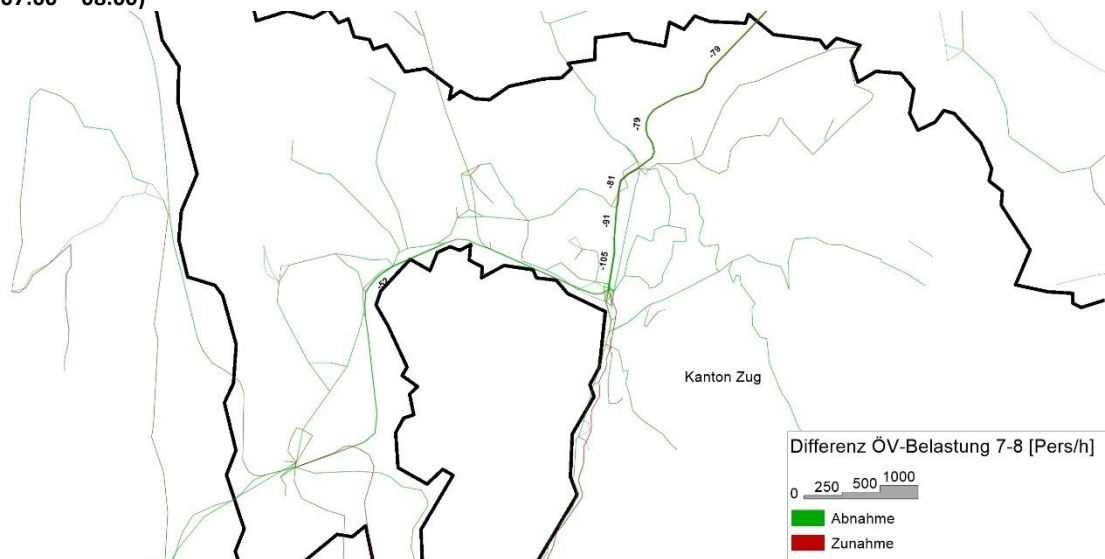 07:00 – 08:00)
-79
-79
-81
-91
-105
-52
Kanton Zug
Differenz ÖV-Belastung 7-8 [Pers/h]
0 250 500 1000
Abnahme
Zunahme